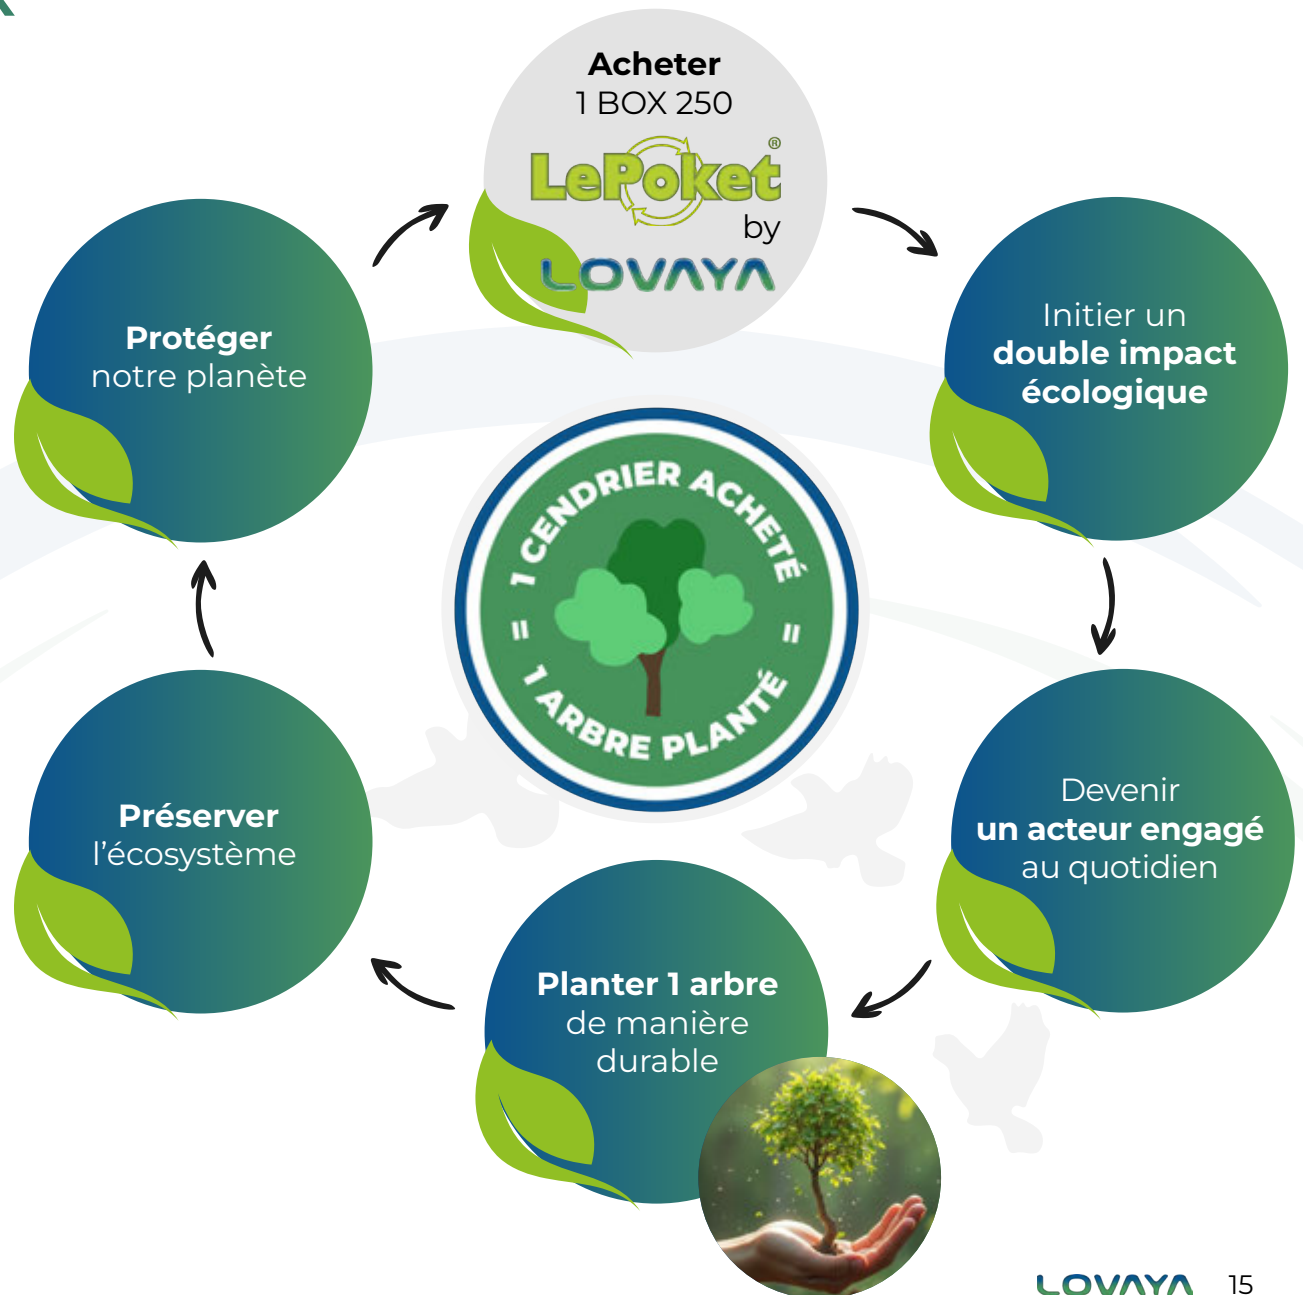 Acheter
1 BOX 250
LePoket®
by
LOVAYA
Initier un
double impact
écologique
Devenir
un acteur engagé
au quotidien
Planter 1 arbre
de manière
durable
Préserver
l’écosystème
Protéger
notre planète
1 CENDRIER ACHETÉ
= =
1 ARBRE PLANTÉ
LOVAYA 15